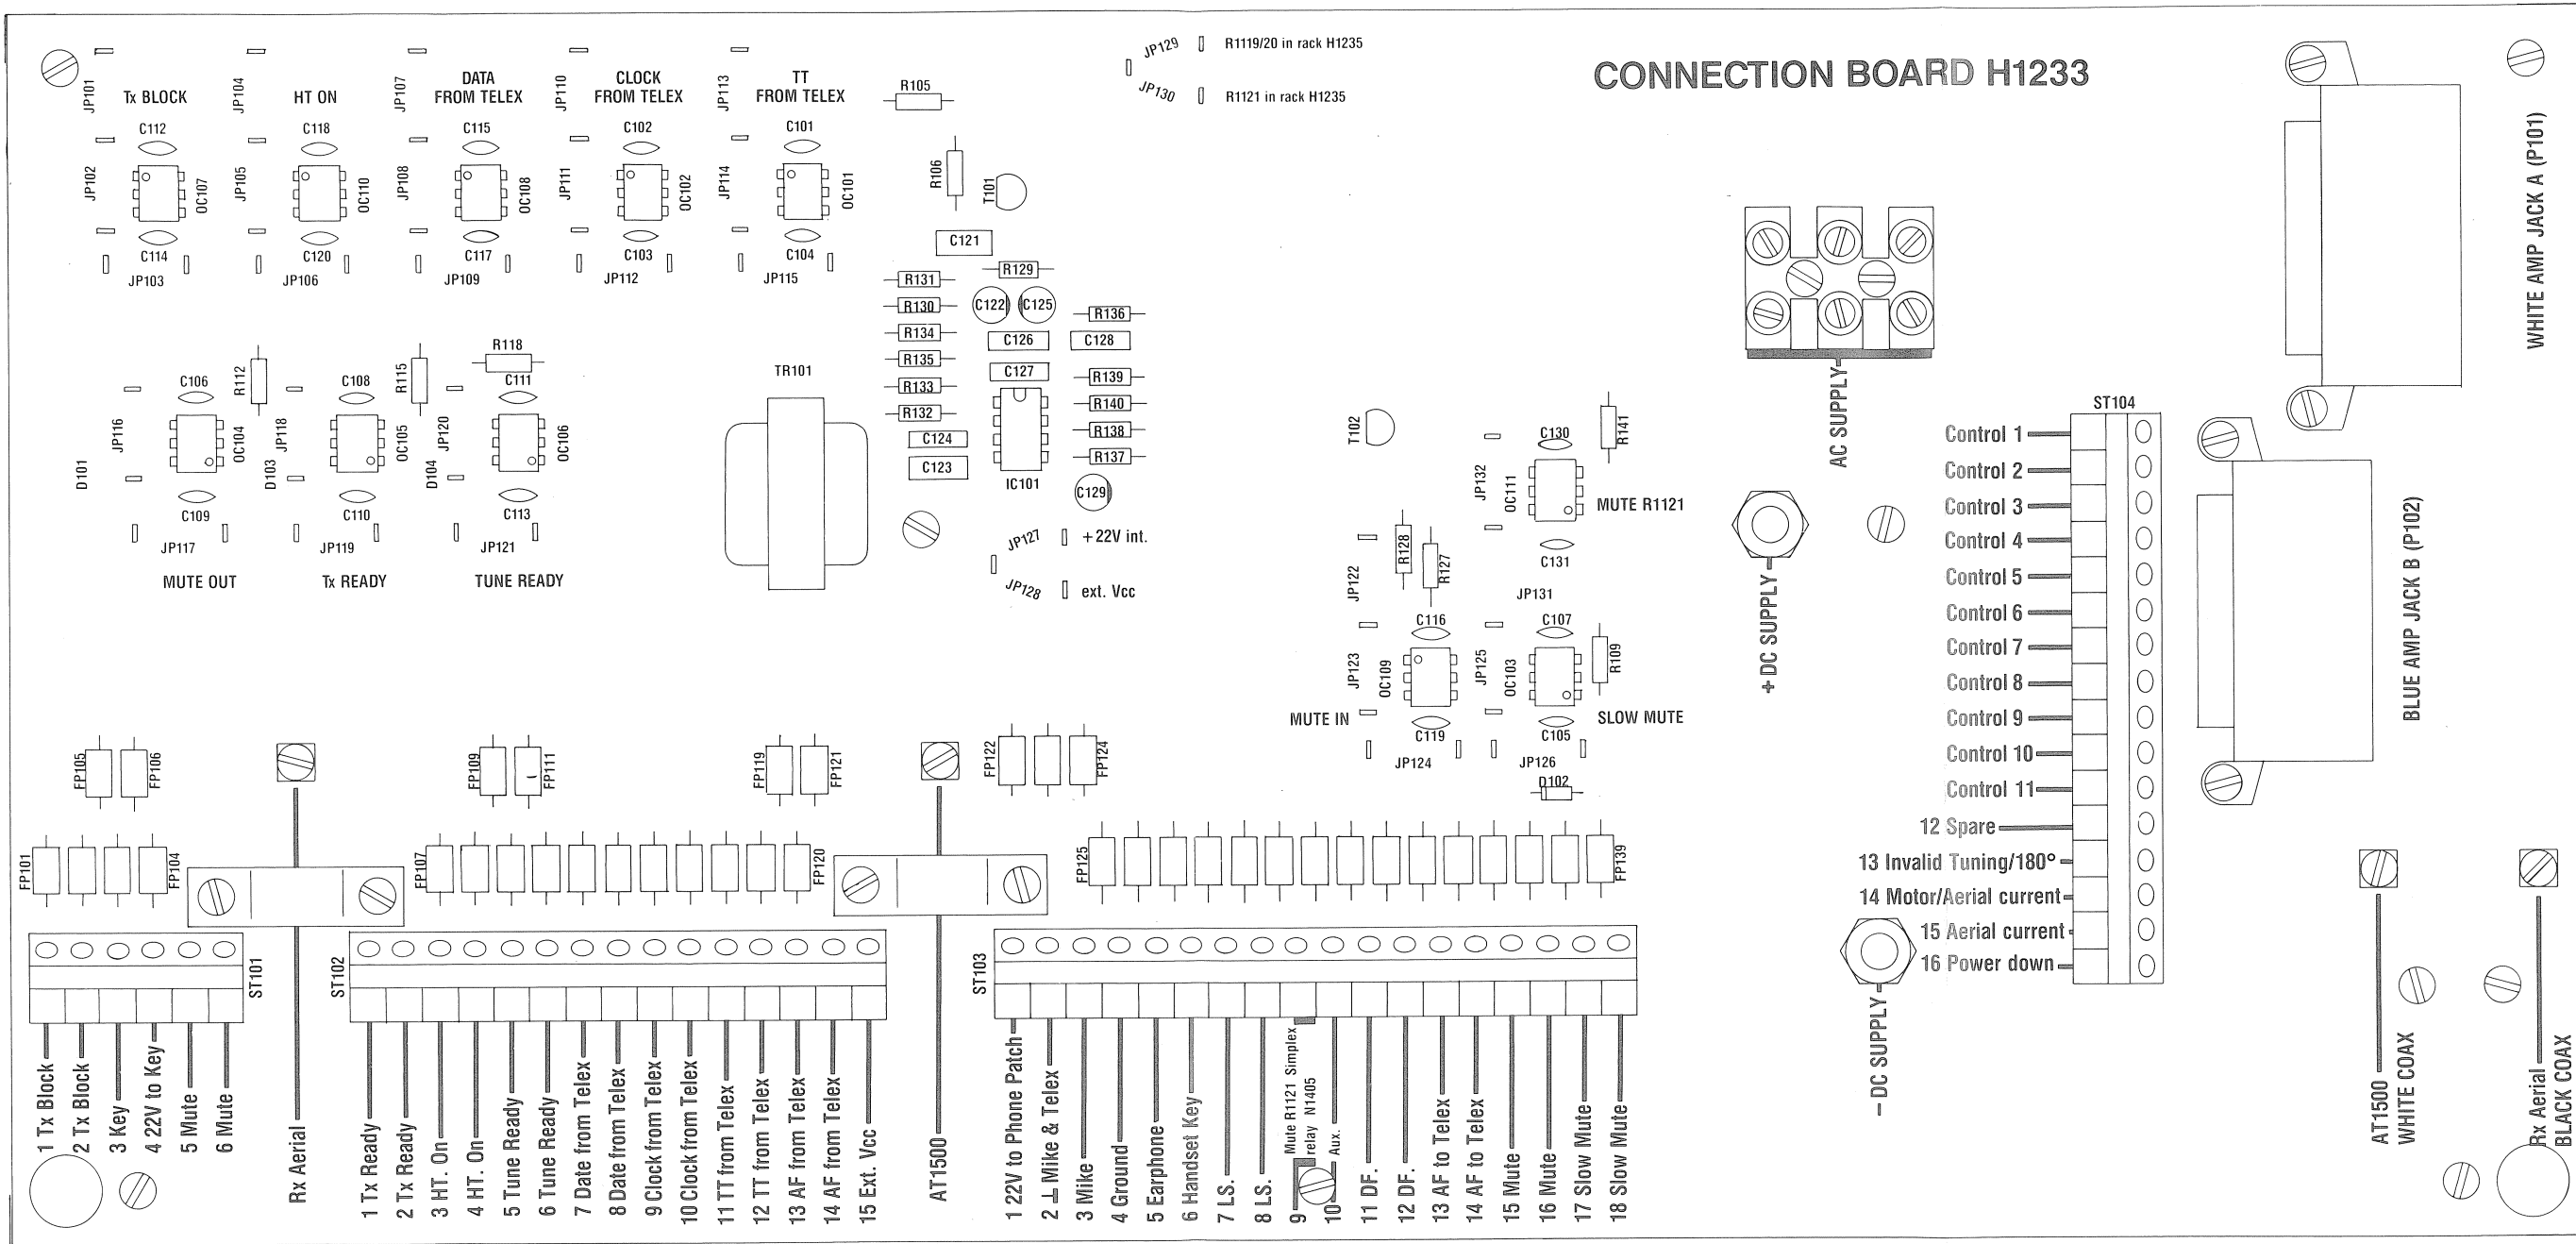 CONNECTION BOARD H1233
JP101
Tx BLOCK
C112
JP102
OC107
C114
JP103
JP104
HT ON
C118
JP105
OC110
C120
JP106
JP107
DATA
FROM TELEX
C115
JP108
OC108
C117
JP109
JP110
CLOCK
FROM TELEX
C102
JP111
OC102
C103
JP112
JP113
TT
FROM TELEX
C101
JP114
OC101
C104
JP115
R105
R106
T101
C121
JP129
R1119/20 in rack H1235
JP130
R1121 in rack H1235
R129
R131
R130
R134
R135
R133
R132
C122
C125
C126
C127
C124
C123
R136
C128
R139
R140
R138
R137
IC101
C129
JP127
+22V int.
JP128
ext. Vcc
TR101
JP116
C106
R112
OC104
D101
C109
JP117
MUTE OUT
JP118
C108
R115
OC105
D103
C110
JP119
Tx READY
JP120
R118
C111
OC106
D104
C113
JP121
TUNE READY
T102
C130
R141
JP132
OC111
MUTE R1121
C131
R128
R127
JP122
JP131
C116
C107
JP123
OC109
JP125
OC103
R109
MUTE IN
SLOW MUTE
C119
C105
JP124
JP126
D102
AC SUPPLY
+ DC SUPPLY
− DC SUPPLY
WHITE AMP JACK A (P101)
BLUE AMP JACK B (P102)
ST104
Control 1
Control 2
Control 3
Control 4
Control 5
Control 6
Control 7
Control 8
Control 9
Control 10
Control 11
12 Spare
13 Invalid Tuning/180°
14 Motor/Aerial current
15 Aerial current
16 Power down
FP105
FP106
FP109
FP111
FP119
FP121
FP122
FP124
FP101
FP104
FP107
FP120
FP125
FP139
ST101
1 Tx Block
2 Tx Block
3 Key
4 22V to Key
5 Mute
6 Mute
Rx Aerial
ST102
1 Tx Ready
2 Tx Ready
3 HT. On
4 HT. On
5 Tune Ready
6 Tune Ready
7 Date from Telex
8 Date from Telex
9 Clock from Telex
10 Clock from Telex
11 TT from Telex
12 TT from Telex
13 AF from Telex
14 AF from Telex
15 Ext. Vcc
AT1500
ST103
1 22V to Phone Patch
2 ⊥ Mike & Telex
3 Mike
4 Ground
5 Earphone
6 Handset Key
7 LS.
8 LS.
9
Mute R1121 Simplex
relay N1405
10 Aux.
11 DF.
12 DF.
13 AF to Telex
14 AF to Telex
15 Mute
16 Mute
17 Slow Mute
18 Slow Mute
AT1500
WHITE COAX
Rx Aerial
BLACK COAX